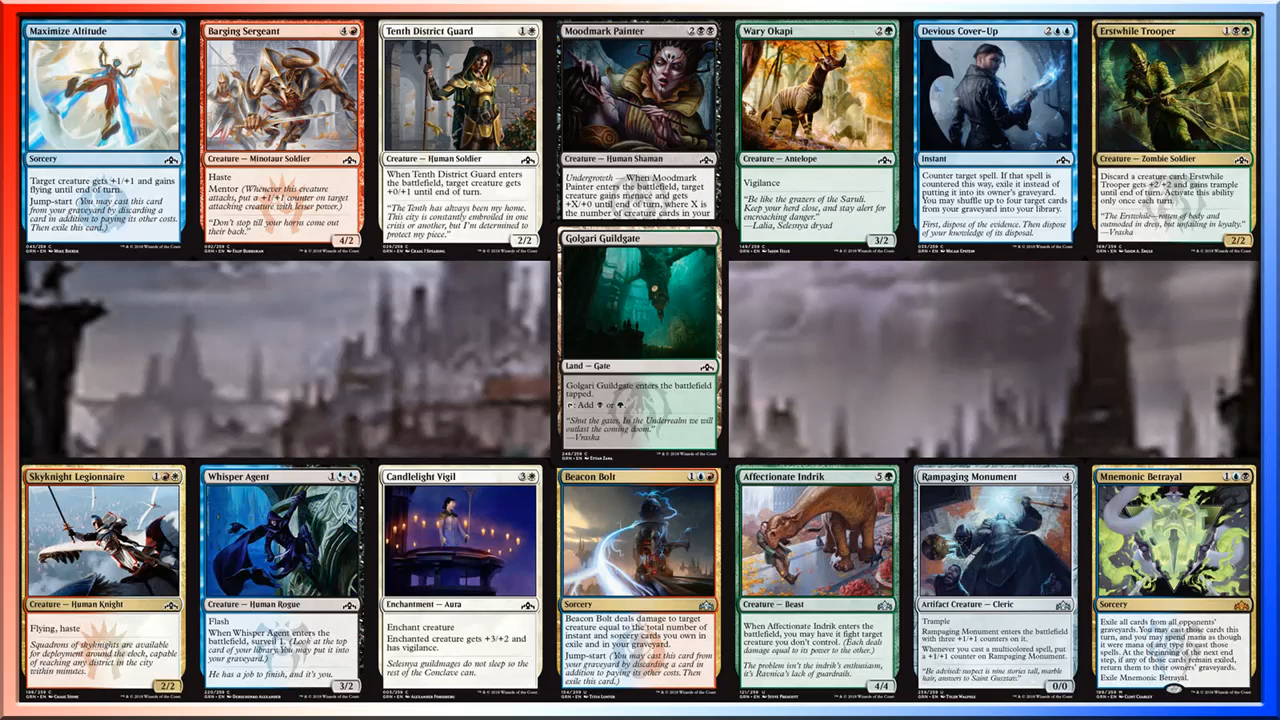 Maximize Altitude
Sorcery
Target creature gets +1/+1 and gains
flying until end of turn.
Jump-start (You may cast this card
from your graveyard by discarding a
card in addition to paying its other costs.
Then exile this card.)
Barging Sergeant 4
Creature — Minotaur Soldier
Haste
Mentor (Whenever this creature
attacks, put a +1/+1 counter on target
attacking creature with lesser power.)
"Don't stop till your horns come out
their back."
4/2
Tenth District Guard 1
Creature — Human Soldier
When Tenth District Guard enters
the battlefield, target creature gets
+0/+1 until end of turn.
"The Tenth has always been my home.
This city is constantly embroiled in one
crisis or another, but I'm determined to
protect my piece."
2/2
Moodmark Painter 2
Creature — Human Shaman
Undergrowth — When Moodmark
Painter enters the battlefield, target
creature gains menace and gets
+X/+0 until end of turn, where X is
the number of creature cards in your
Wary Okapi 2
Creature — Antelope
Vigilance
"Be like the grazers of the Saruli.
Keep your herd close, and stay alert for
encroaching danger."
—Lalia, Selesnya dryad
3/2
Devious Cover-Up 2
Instant
Counter target spell. If that spell is
countered this way, exile it instead of
putting it into its owner's graveyard.
You may shuffle up to four target cards
from your graveyard into your library.
First, dispose of the evidence. Then dispose
of your knowledge of its disposal.
Erstwhile Trooper 1
Creature — Zombie Soldier
Discard a creature card: Erstwhile
Trooper gets +2/+2 and gains trample
until end of turn. Activate this ability
only once each turn.
"The Erstwhile—rotten of body and
outmoded in dress, but unfailing in loyalty."
—Vraska
2/2
Golgari Guildgate
Land — Gate
Golgari Guildgate enters the battlefield
tapped.
: Add or .
"Shut the gates. In the Underrealm we will
outlast the coming doom."
—Vraska
Skyknight Legionnaire 1
Creature — Human Knight
Flying, haste
Squadrons of skyknights are available
for deployment around the clock, capable
of reaching any district in the city
within minutes.
2/2
Whisper Agent 1
Creature — Human Rogue
Flash
When Whisper Agent enters the
battlefield, surveil 1. (Look at the top
card of your library. You may put it into
your graveyard.)
He has a job to finish, and it's you.
3/2
Candlelight Vigil 3
Enchantment — Aura
Enchant creature
Enchanted creature gets +3/+2 and
has vigilance.
Selesnya guildmages do not sleep so the
rest of the Conclave can.
Beacon Bolt 1
Sorcery
Beacon Bolt deals damage to target
creature equal to the total number of
instant and sorcery cards you own in
exile and in your graveyard.
Jump-start (You may cast this card
from your graveyard by discarding a
card in addition to paying its other costs. Then
exile this card.)
Affectionate Indrik 5
Creature — Beast
When Affectionate Indrik enters the
battlefield, you may have it fight target
creature you don't control. (Each deals
damage equal to its power to the other.)
The problem isn't the indrik's enthusiasm,
it's Ravnica's lack of guardrails.
4/4
Rampaging Monument 4
Artifact Creature — Cleric
Trample
Rampaging Monument enters the battlefield
with three +1/+1 counters on it.
Whenever you cast a multicolored spell, put
a +1/+1 counter on Rampaging Monument.
"Be advised: suspect is nine stories tall, marble
hair, answers to Saint Gusztav."
0/0
Mnemonic Betrayal 1
Sorcery
Exile all cards from all opponents'
graveyards. You may cast those cards this
turn, and you may spend mana as though
it were mana of any type to cast those
spells. At the beginning of the next end
step, if any of those cards remain exiled,
return them to their owners' graveyards.
Exile Mnemonic Betrayal.